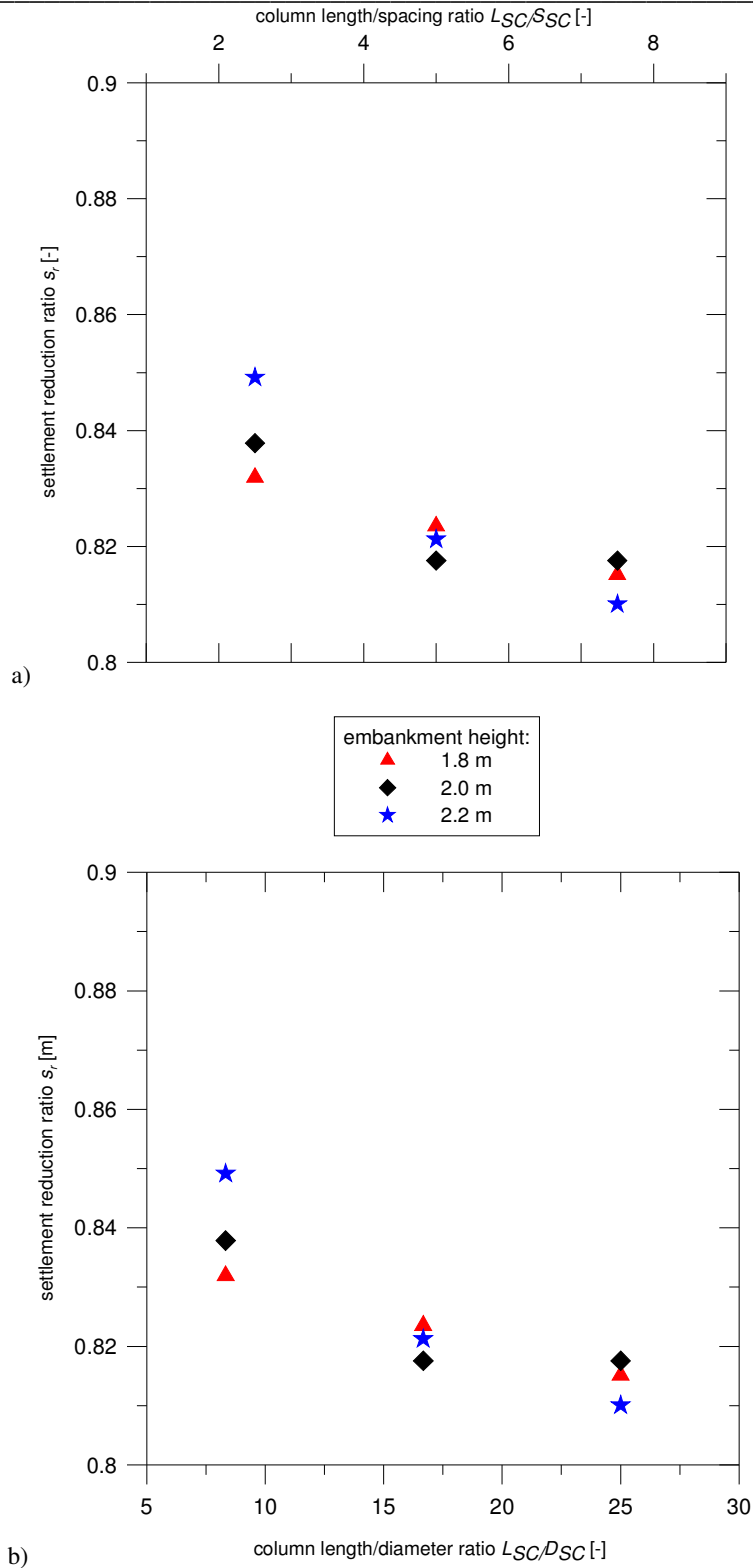 column length/spacing ratio L_SC/S_SC [-]
2 4 6 8
0.9
0.88
0.86
0.84
0.82
0.8
settlement reduction ratio s_r [-]
a)
embankment height:
1.8 m
2.0 m
2.2 m
0.9
0.88
0.86
0.84
0.82
0.8
settlement reduction ratio s_r [m]
5 10 15 20 25 30
b)
column length/diameter ratio L_SC/D_SC [-]